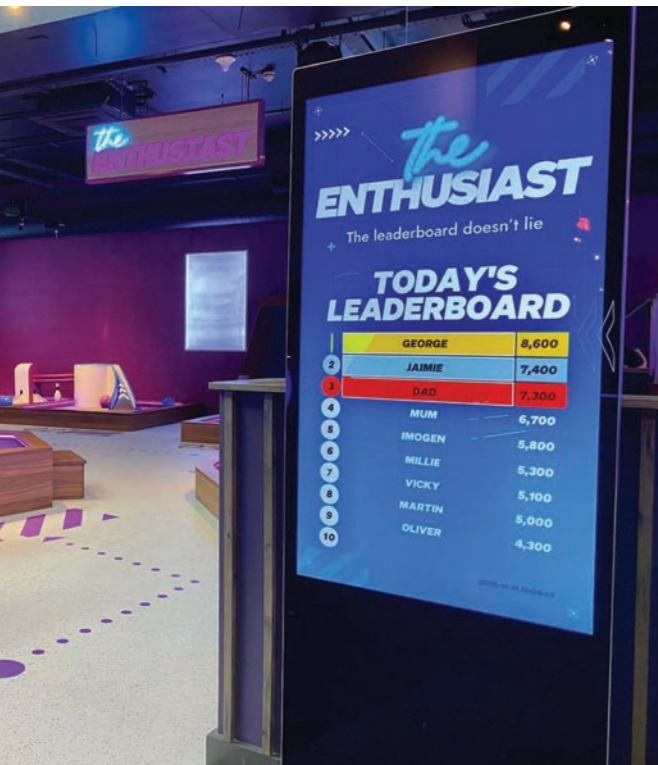 the
ENTHUSIAST
>>>>>
the
ENTHUSIAST
The leaderboard doesn't lie
TODAY'S
LEADERBOARD
GEORGE 8,600
2 JAIMIE 7,400
3 DAD 7,300
4 MUM 6,700
5 IMOGEN 5,800
6 MILLIE 5,300
7 VICKY 5,100
8 MARTIN 5,000
9 OLIVER 4,300
10